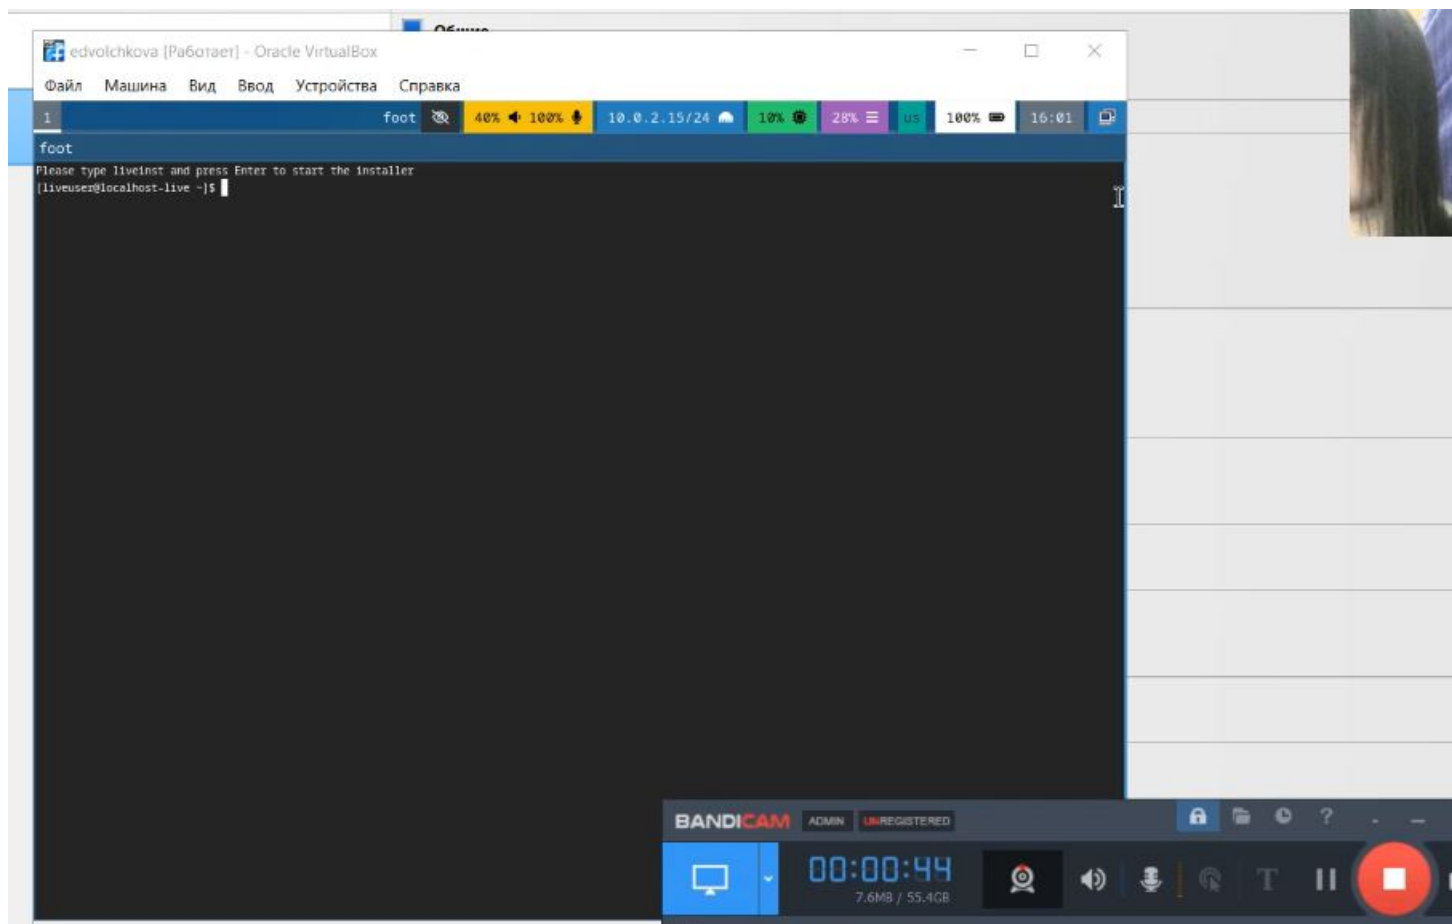 Общие
edvolchkova [Работает] - Oracle VirtualBox
Файл Машина Вид Ввод Устройства Справка
1 foot 40% 100% 10.0.2.15/24 10% 28% us 100% 16:01
foot
Please type liveinst and press Enter to start the installer
[liveuser@localhost-live ~]$
BANDICAM ADMIN UNREGISTERED ?
00:00:44 T
7.6MB / 55.4GB